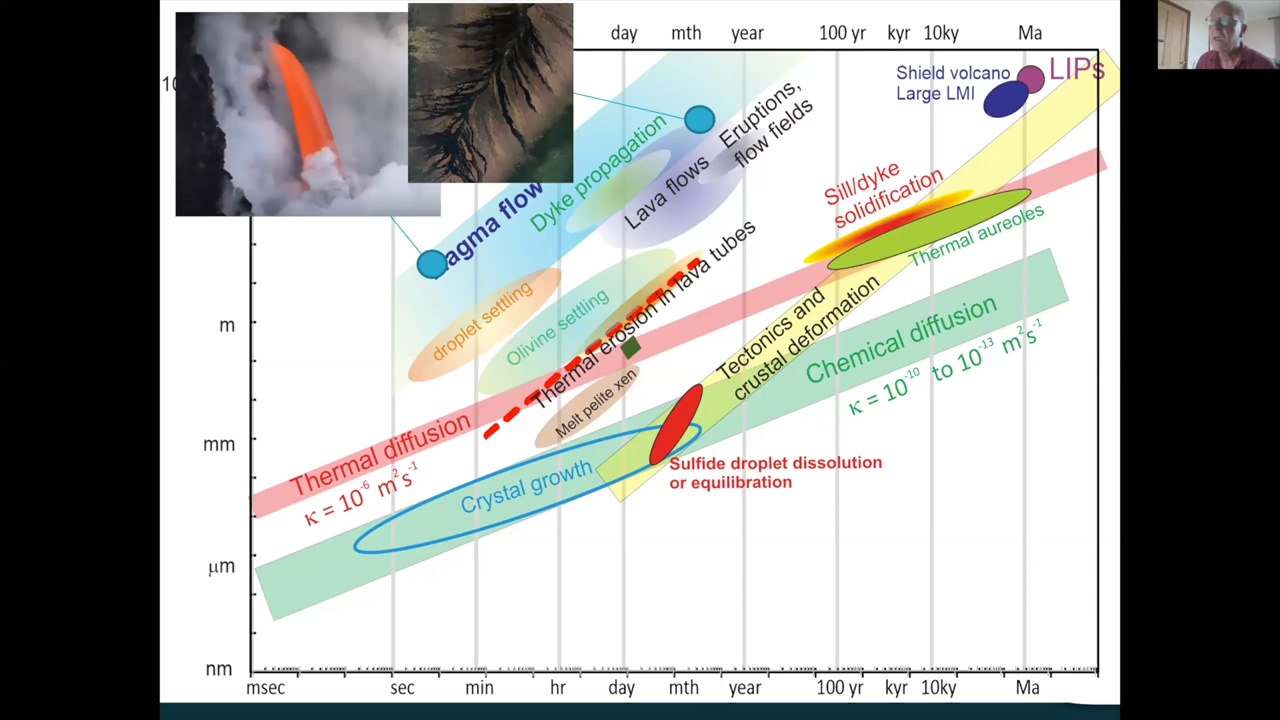 day mth year 100 yr kyr 10ky Ma
10
Shield volcano
Large LMI
LIPs
Eruptions,
flow fields
Dyke propagation
Lava flows
agma flow
Sill/dyke
solidification
Thermal aureoles
droplet settling
Olivine settling
Thermal erosion in lava tubes
m
Tectonics and
crustal deformation
Chemical diffusion
κ = 10-10 to 10-13 m2s-1
Melt pelite xen
mm
Thermal diffusion
κ = 10-6 m2s-1
Sulfide droplet dissolution
or equilibration
Crystal growth
μm
nm
msec sec min hr day mth year 100 yr kyr 10ky Ma